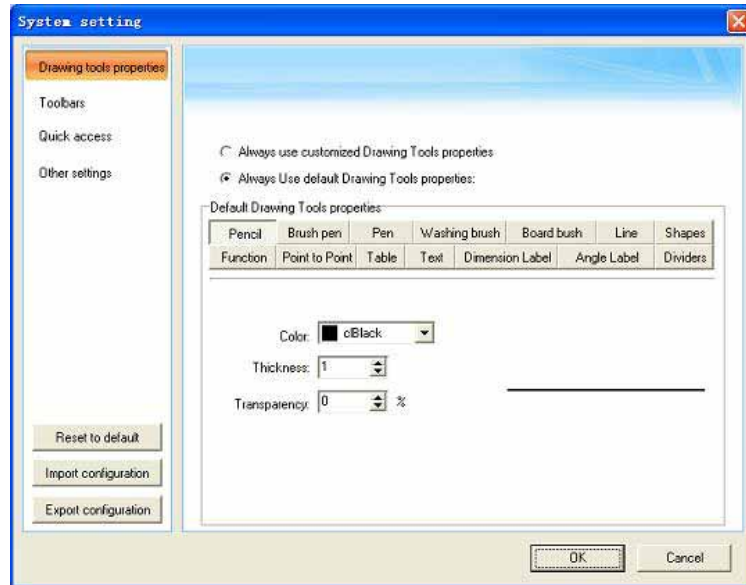 System setting
Drawing tools properties
Toolbars
Quick access
Other settings
Always use customized Drawing Tools properties
Always Use default Drawing Tools properties:
Default Drawing Tools properties
Pencil Brush pen Pen Washing brush Board bush Line Shapes
Function Point to Point Table Text Dimension Label Angle Label Dividers
Color: clBlack
Thickness: 1
Transparency: 0 %
Reset to default
Import configuration
Export configuration
OK Cancel